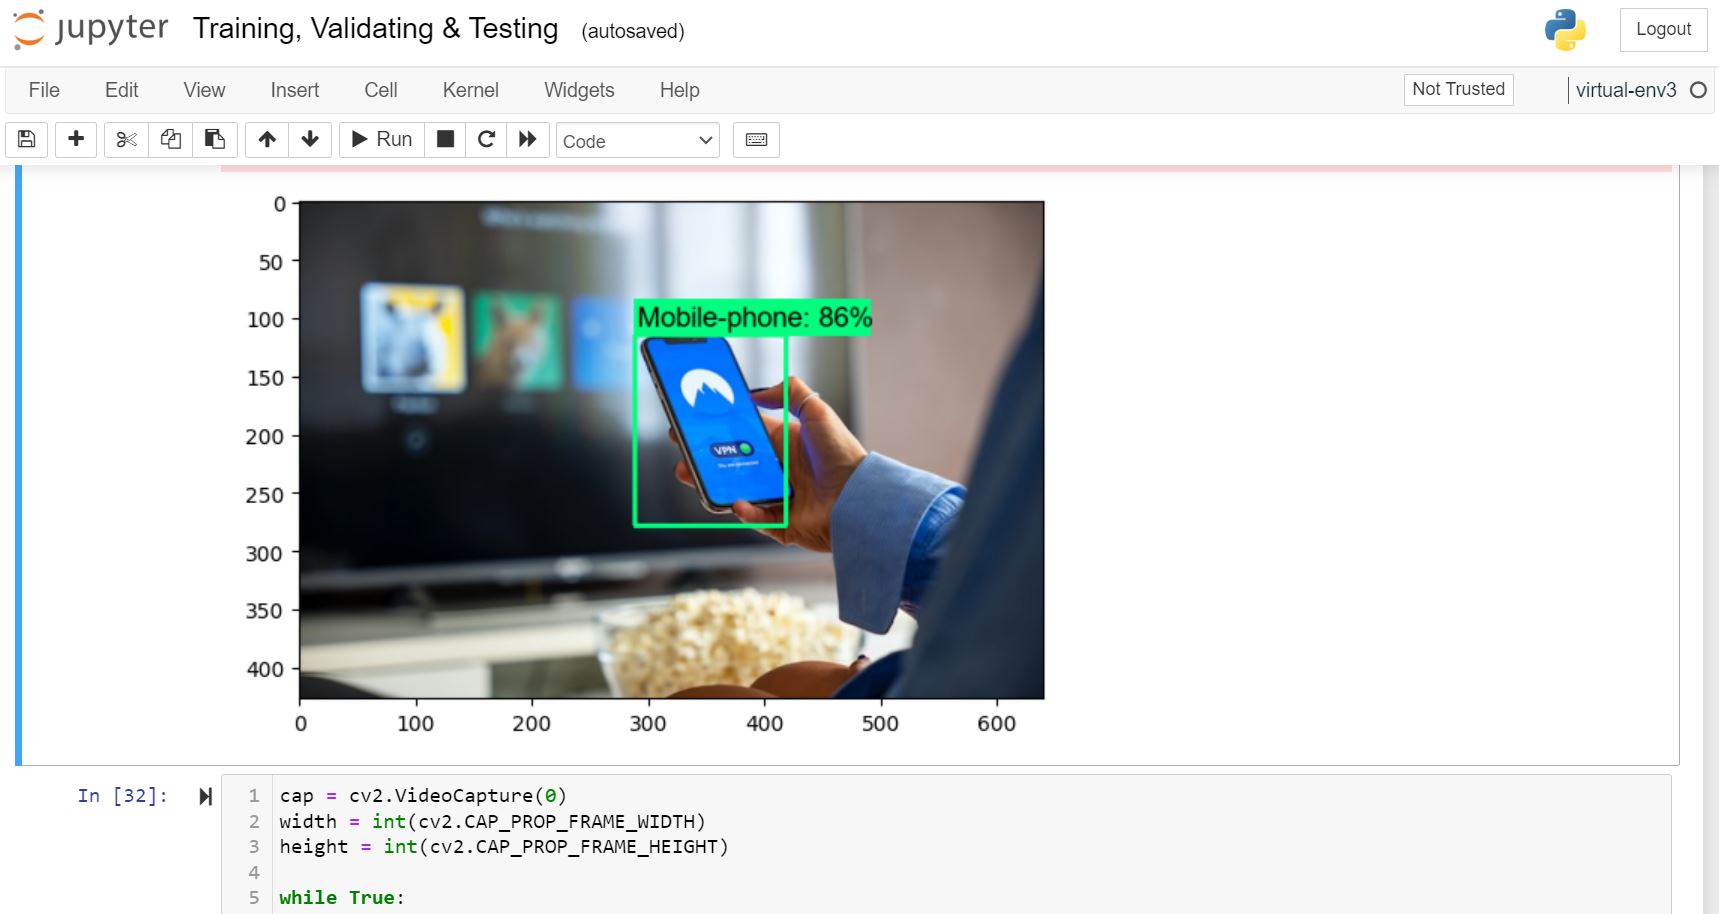 jupyter Training, Validating & Testing (autosaved) Logout
File Edit View Insert Cell Kernel Widgets Help Not Trusted virtual-env3
Run Code
0
50
100
Mobile-phone: 86%
150
200
VPN
250
300
350
400
0 100 200 300 400 500 600
In [32]:
1 cap = cv2.VideoCapture(0)
2 width = int(cv2.CAP_PROP_FRAME_WIDTH)
3 height = int(cv2.CAP_PROP_FRAME_HEIGHT)
4
5 while True: